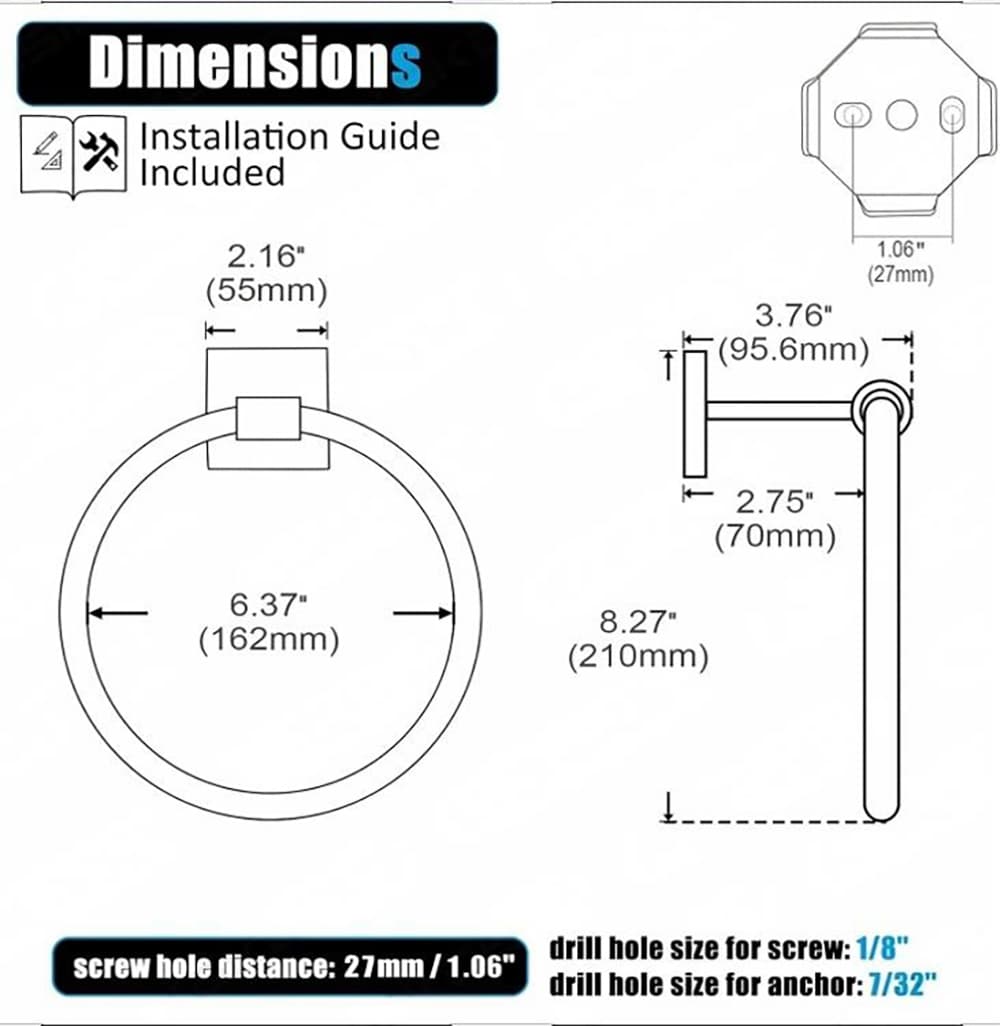 Dimensions
Installation Guide
Included
1.06"
(27mm)
2.16"
(55mm)
3.76"
(95.6mm)
2.75"
(70mm)
6.37"
(162mm)
8.27"
(210mm)
screw hole distance: 27mm / 1.06"
drill hole size for screw: 1/8"
drill hole size for anchor: 7/32"